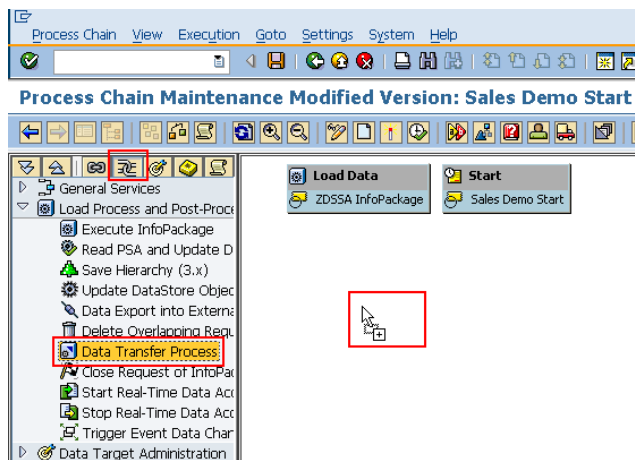 Process Chain View Execution Goto Settings System Help
Process Chain Maintenance Modified Version: Sales Demo Start
General Services
Load Process and Post-Proce
Execute InfoPackage
Read PSA and Update D
Save Hierarchy (3.x)
Update DataStore Objec
Data Export into Externa
Delete Overlapping Requ
Data Transfer Process
Close Request of InfoPac
Start Real-Time Data Acc
Stop Real-Time Data Acc
Trigger Event Data Char
Data Target Administration
Load Data
ZDSSA InfoPackage
Start
Sales Demo Start